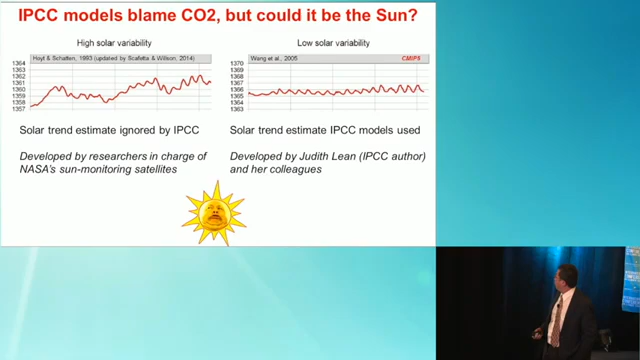 IPCC models blame CO2, but could it be the Sun?
High solar variability
Hoyt & Schatten, 1993 (updated by Scafetta & Willson, 2014)
1364
1363
1362
1361
1360
1359
1358
1357
Solar trend estimate ignored by IPCC
Developed by researchers in charge of
NASA's sun-monitoring satellites
Low solar variability
Wang et al., 2005 CMIP5
1370
1369
1368
1367
1366
1365
1364
1363
Solar trend estimate IPCC models used
Developed by Judith Lean (IPCC author)
and her colleagues